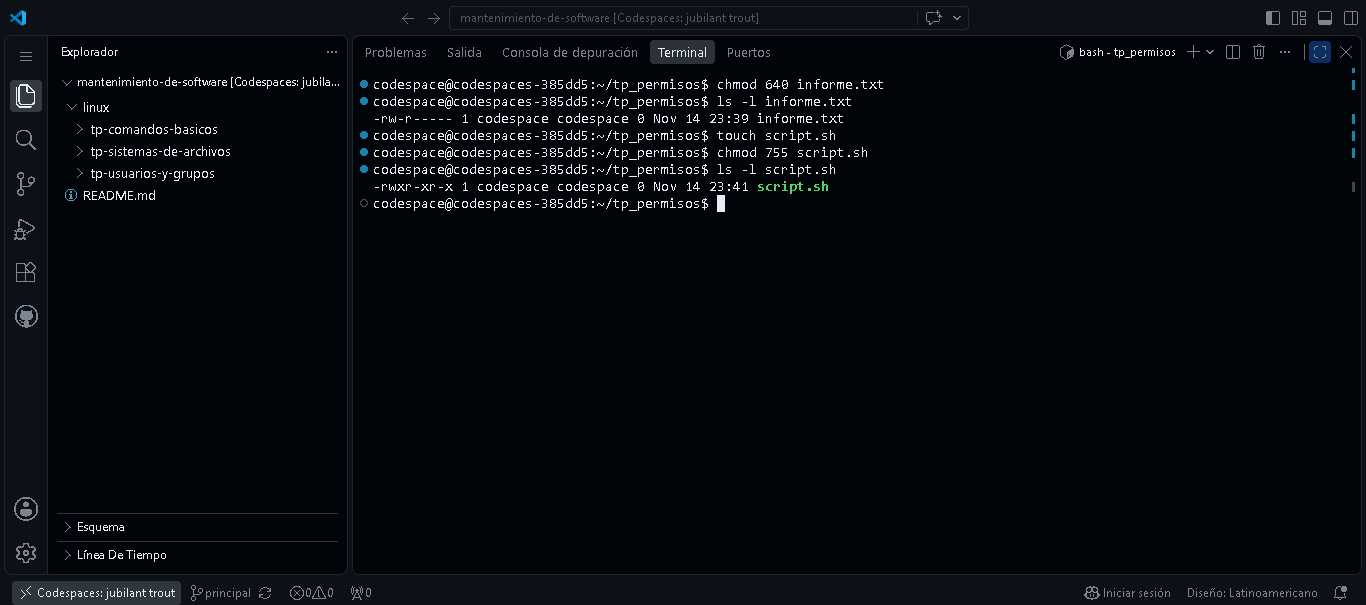 mantenimiento-de-software [Codespaces: jubilant trout]
Explorador
mantenimiento-de-software [Codespaces: jubila...
linux
tp-comandos-basicos
tp-sistemas-de-archivos
tp-usuarios-y-grupos
README.md
Esquema
Línea De Tiempo
Problemas Salida Consola de depuración Terminal Puertos
bash - tp_permisos
codespace@codespaces-385dd5:~/tp_permisos$ chmod 640 informe.txt
codespace@codespaces-385dd5:~/tp_permisos$ ls -l informe.txt
-rw-r----- 1 codespace codespace 0 Nov 14 23:39 informe.txt
codespace@codespaces-385dd5:~/tp_permisos$ touch script.sh
codespace@codespaces-385dd5:~/tp_permisos$ chmod 755 script.sh
codespace@codespaces-385dd5:~/tp_permisos$ ls -l script.sh
-rwxr-xr-x 1 codespace codespace 0 Nov 14 23:41 script.sh
codespace@codespaces-385dd5:~/tp_permisos$
Codespaces: jubilant trout principal 0 0 0 Iniciar sesión Diseño: Latinoamericano